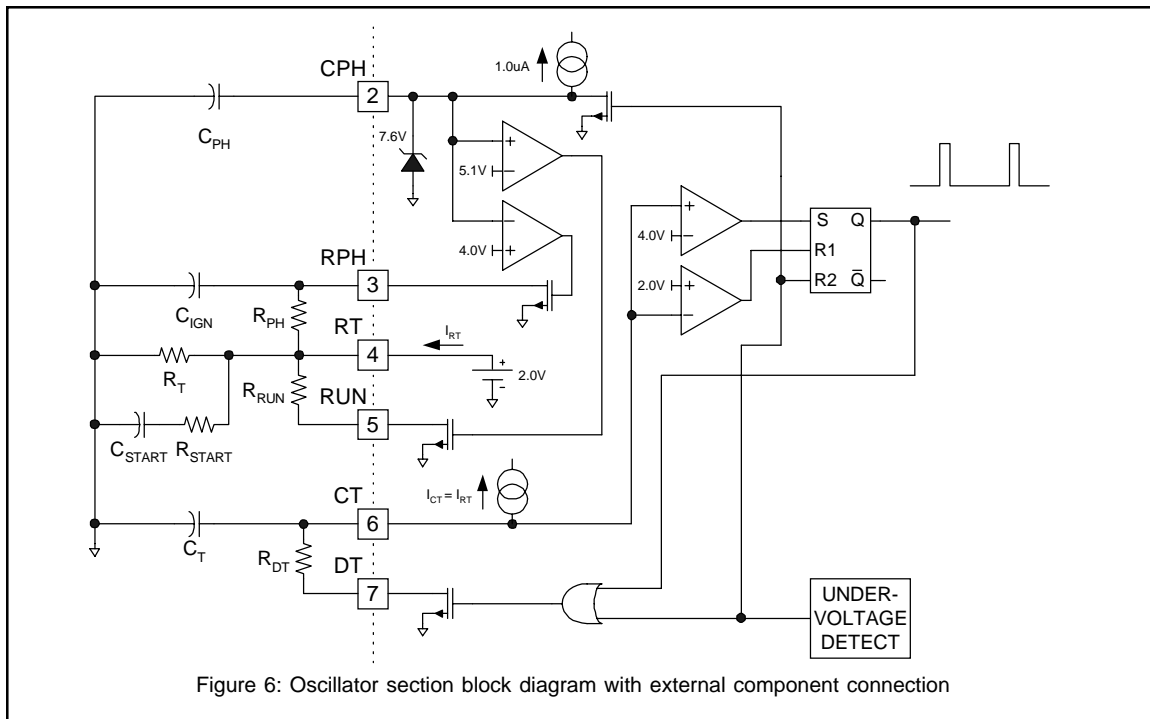 1.0uA
CPH
2
C_PH
7.6V
+
5.1V
−
−
4.0V
+
+
4.0V
−
2.0V
+
−
S Q
R1
R2 Q̅
RPH
3
C_IGN
R_PH
RT
4
I_RT
+
−
2.0V
R_T
R_RUN
RUN
5
C_START
R_START
I_CT = I_RT
CT
6
C_T
R_DT
DT
7
UNDER-
VOLTAGE
DETECT
Figure 6: Oscillator section block diagram with external component connection